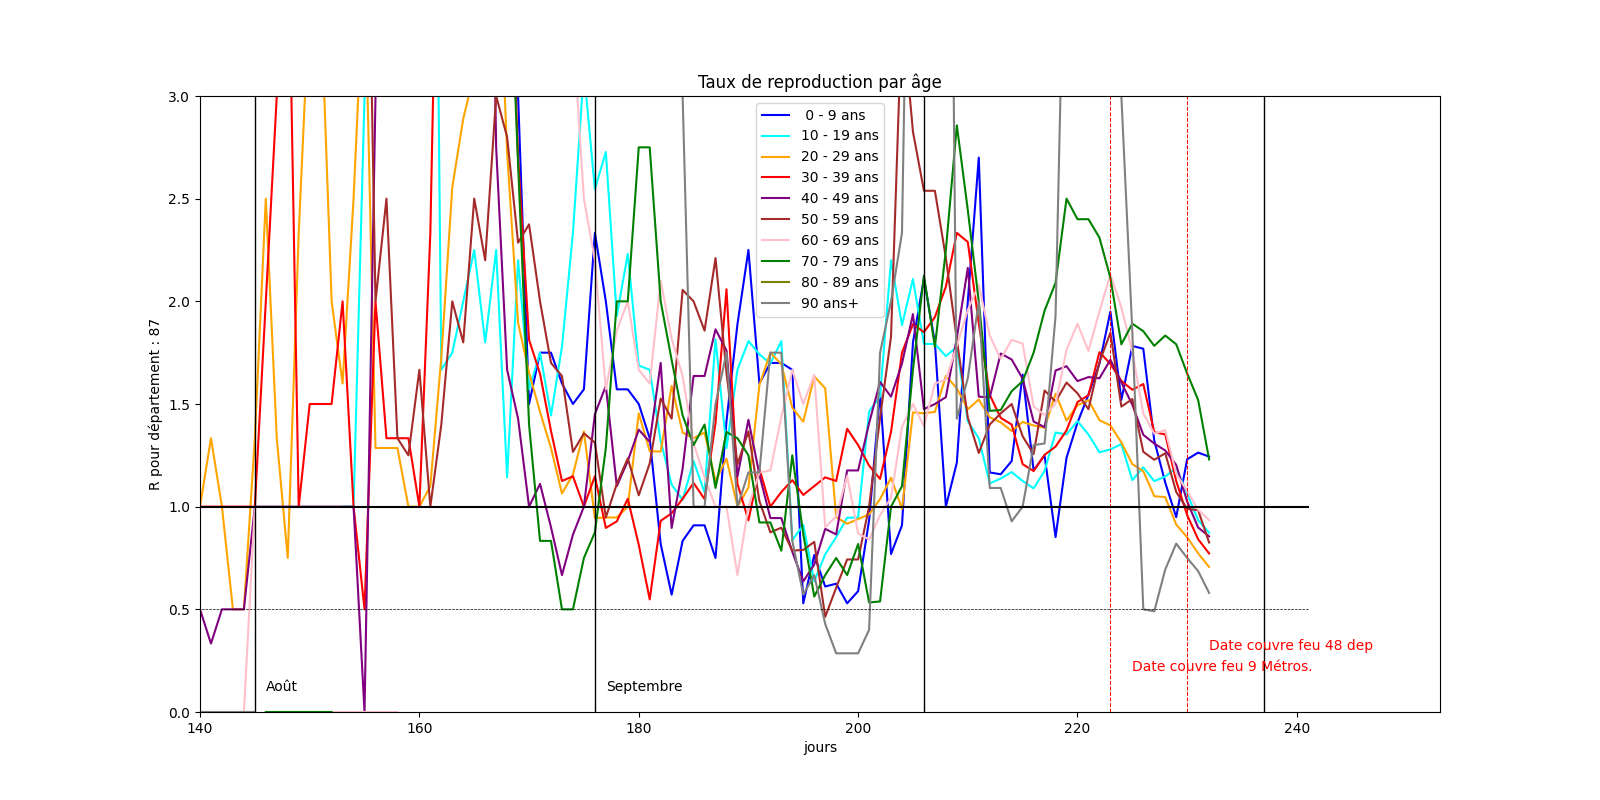 Taux de reproduction par âge
R pour département : 87
3.0
2.5
2.0
1.5
1.0
0.5
0.0
0 - 9 ans
10 - 19 ans
20 - 29 ans
30 - 39 ans
40 - 49 ans
50 - 59 ans
60 - 69 ans
70 - 79 ans
80 - 89 ans
90 ans+
Date couvre feu 48 dep
Date couvre feu 9 Métros.
Août
Septembre
140
160
180
200
220
240
jours